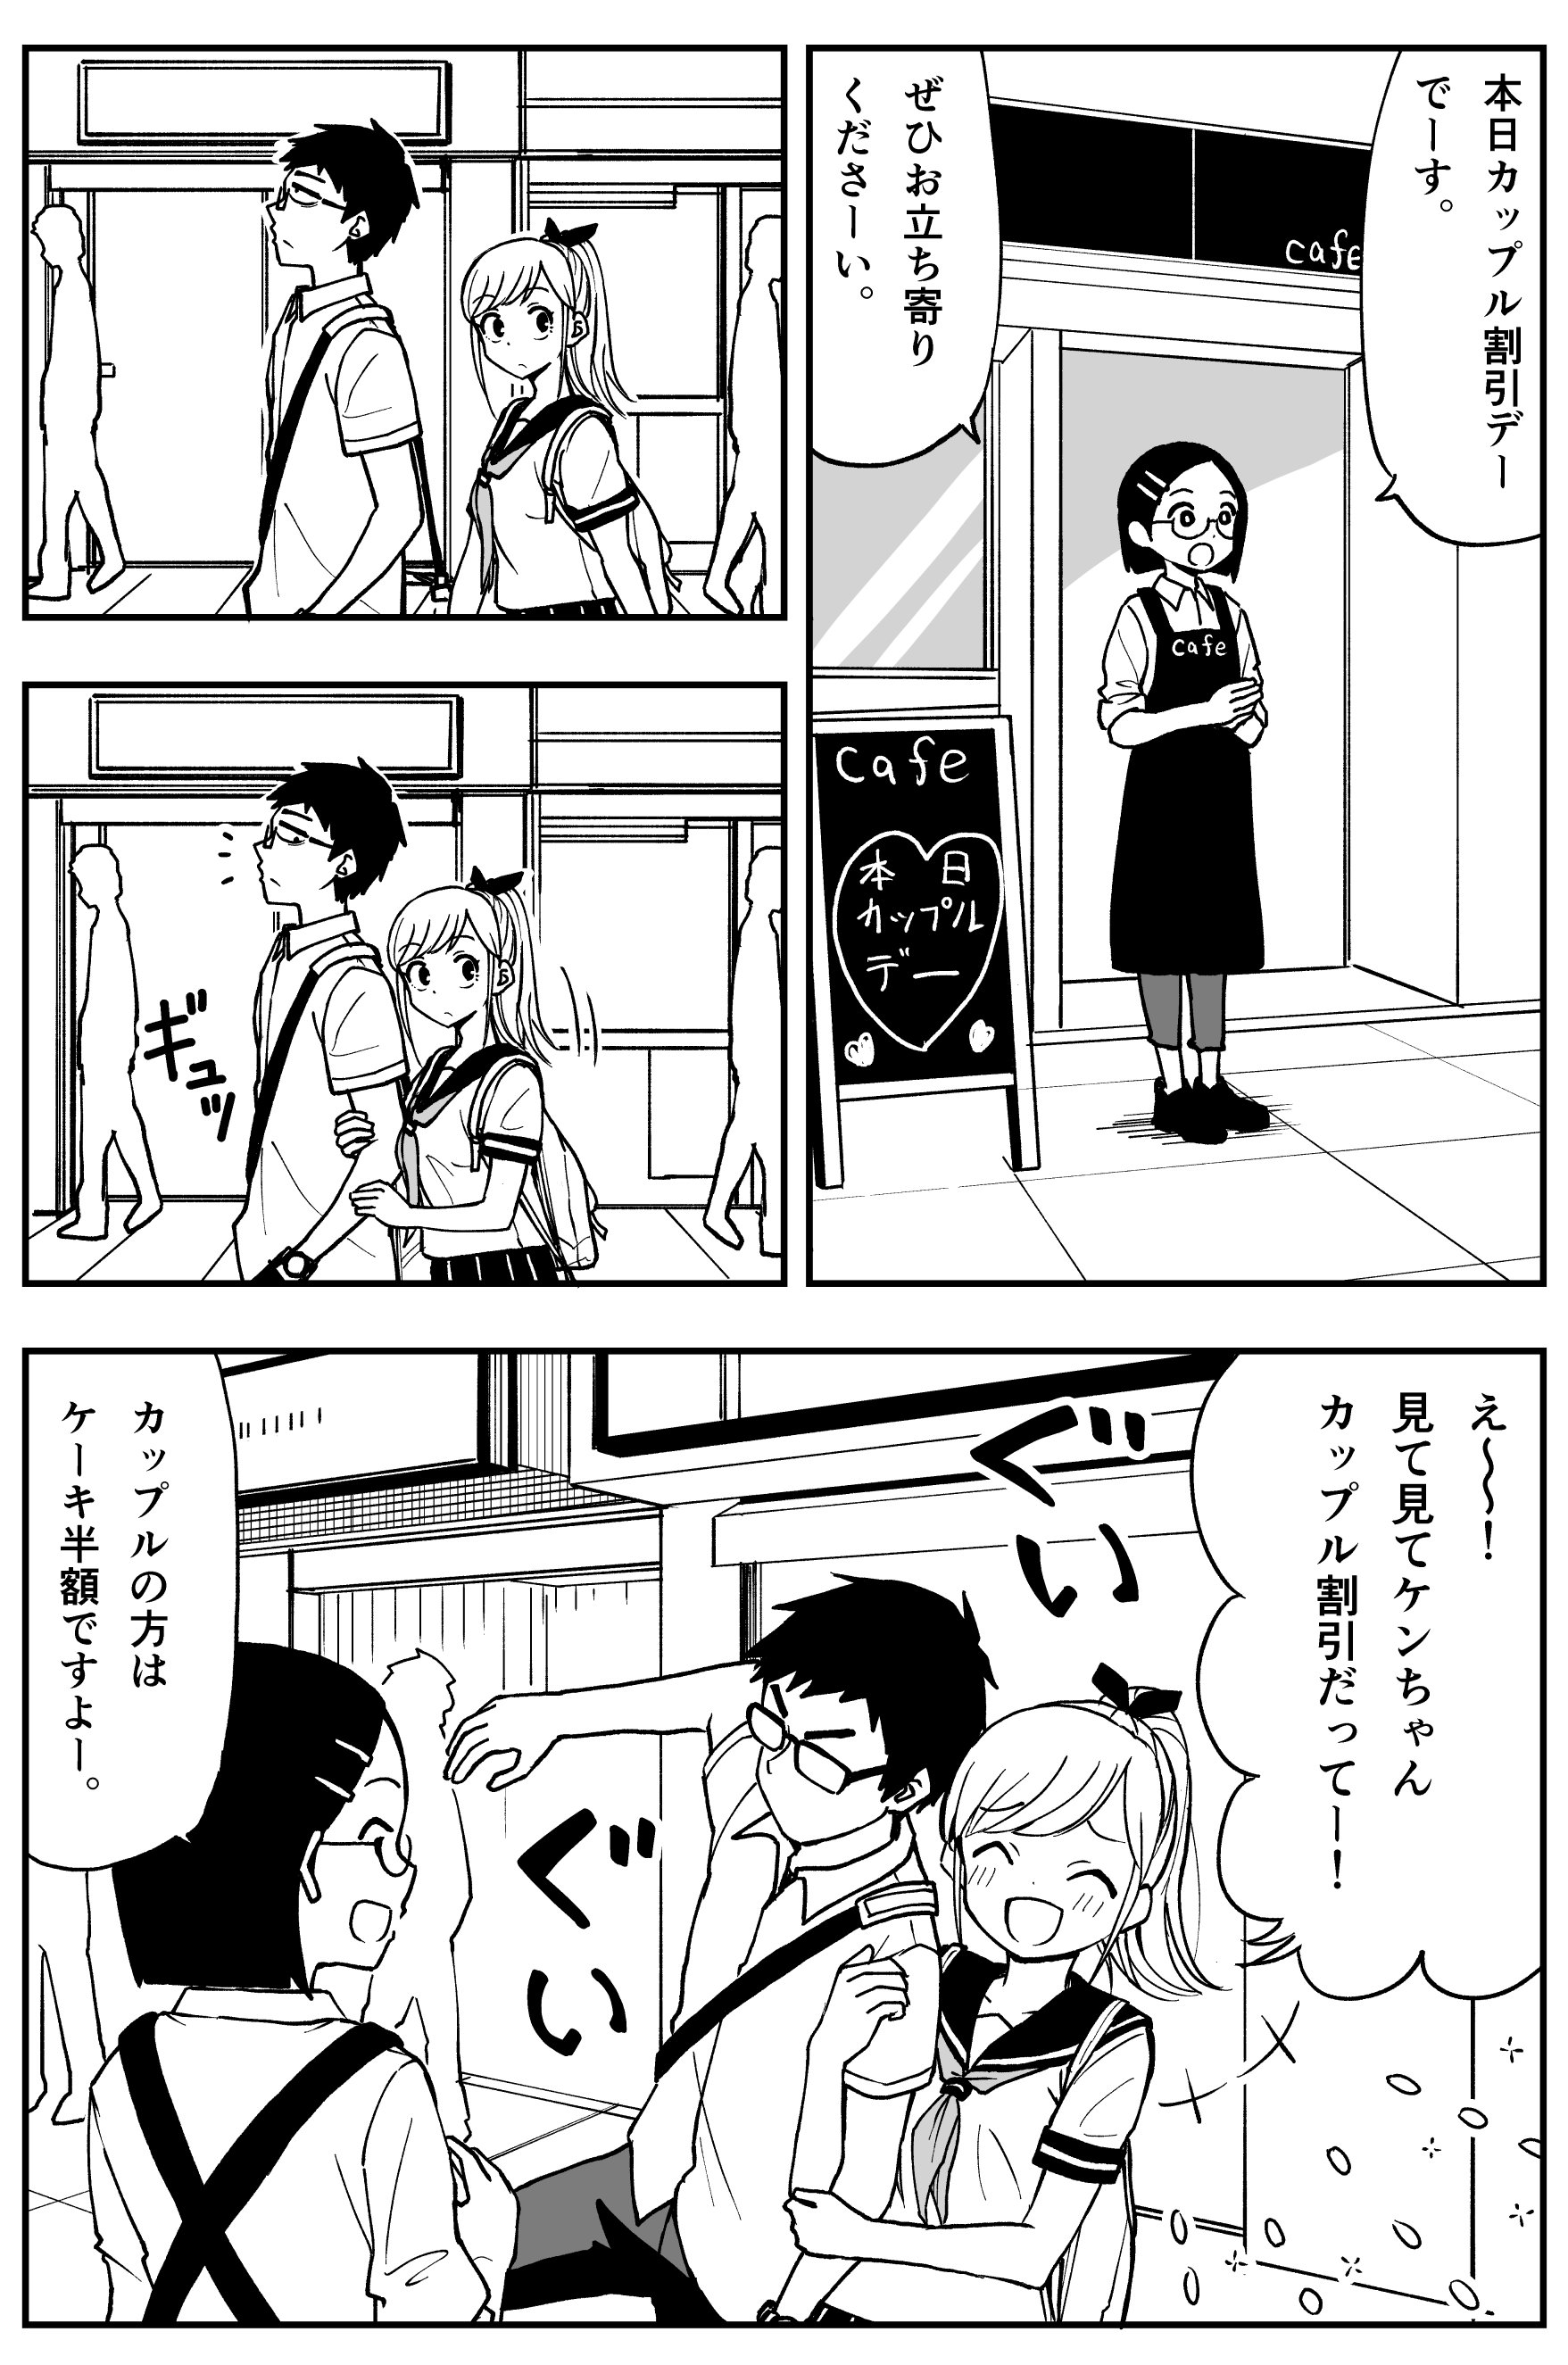 本日カップル割引デー
でーす。
cafe
ぜひお立ち寄り
くださーい。
cafe
cafe
本日
カップル
デー
ギュッ
え〜〜!
見て見てケンちゃん
カップル割引だってー!
ぐい
ぐい
カップルの方は
ケーキ半額ですよー。